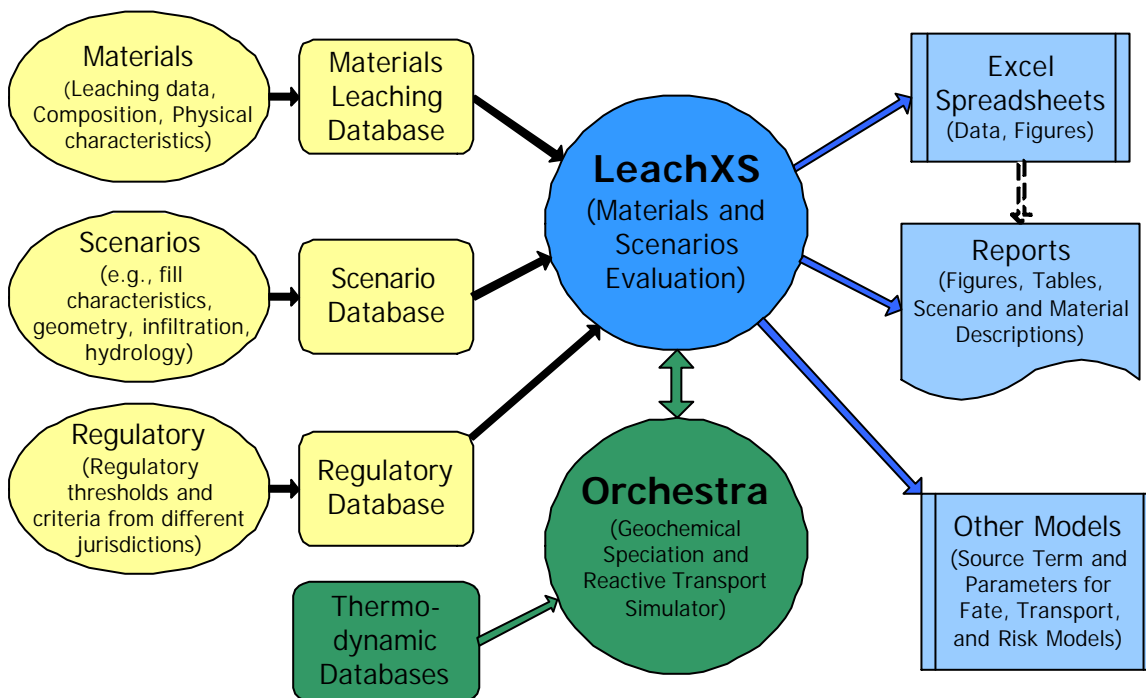 Materials
(Leaching data,
Composition, Physical
characteristics)
Materials
Leaching
Database
Scenarios
(e.g., fill
characteristics,
geometry, infiltration,
hydrology)
Scenario
Database
Regulatory
(Regulatory
thresholds and
criteria from different
jurisdictions)
Regulatory
Database
Thermo-
dynamic
Databases
LeachXS
(Materials and
Scenarios
Evaluation)
Orchestra
(Geochemical
Speciation and
Reactive Transport
Simulator)
Excel
Spreadsheets
(Data, Figures)
Reports
(Figures, Tables,
Scenario and Material
Descriptions)
Other Models
(Source Term and
Parameters for
Fate, Transport,
and Risk Models)